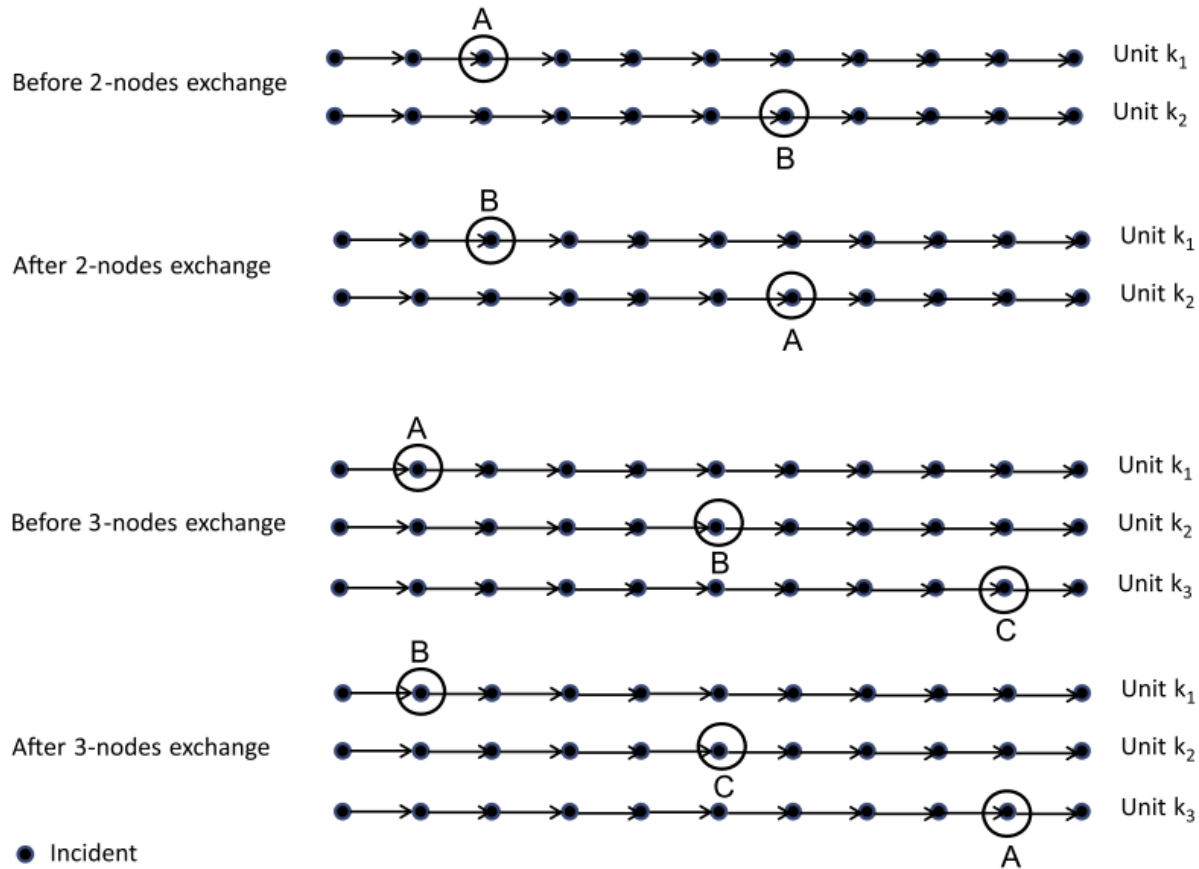 A
Before 2-nodes exchange
Unit k₁
Unit k₂
B
B
After 2-nodes exchange
Unit k₁
Unit k₂
A
A
Before 3-nodes exchange
Unit k₁
Unit k₂
B
Unit k₃
C
B
After 3-nodes exchange
Unit k₁
Unit k₂
C
Unit k₃
A
Incident